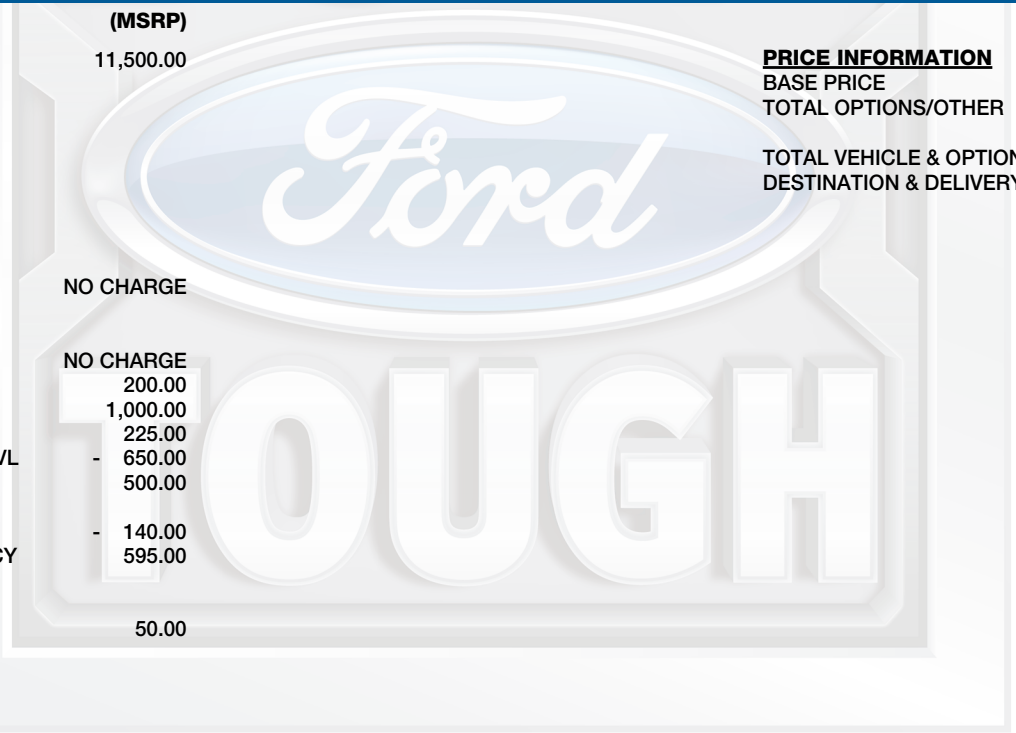 (MSRP)
11,500.00
NO CHARGE
NO CHARGE
200.00
1,000.00
225.00
VL - 650.00
500.00
- 140.00
CY 595.00
50.00
PRICE INFORMATION
BASE PRICE
TOTAL OPTIONS/OTHER
TOTAL VEHICLE & OPTION
DESTINATION & DELIVERY
Ford
TOUGH